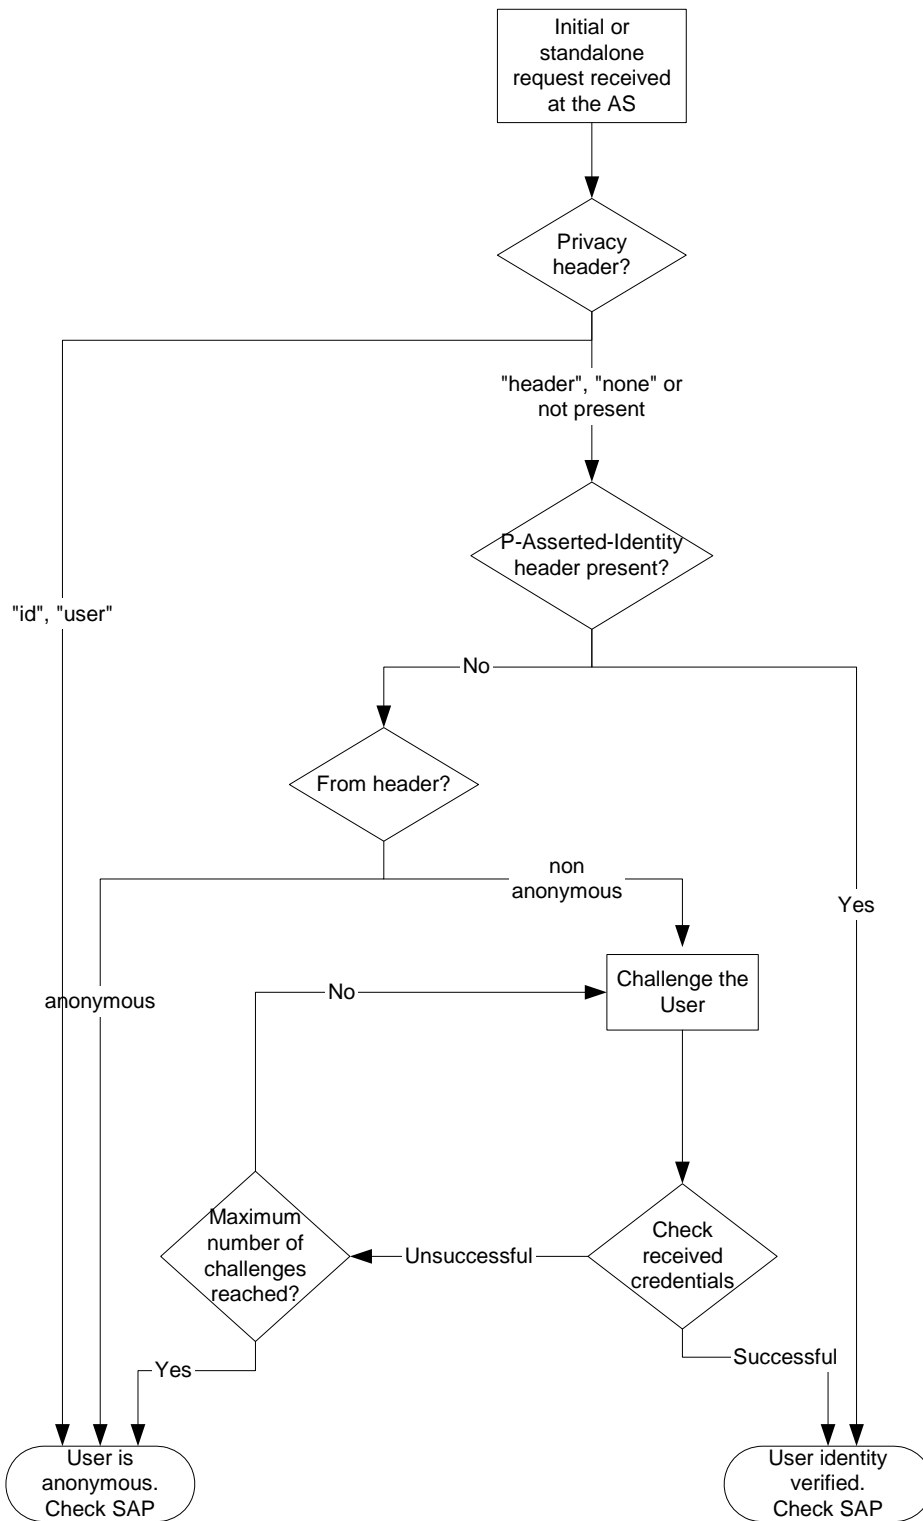 Initial or
standalone
request received
at the AS
Privacy
header?
"header", "none" or
not present
P-Asserted-Identity
header present?
"id", "user"
No
From header?
non
anonymous
Yes
anonymous
No
Challenge the
User
Maximum
number of
challenges
reached?
Unsuccessful
Check
received
credentials
Yes
Successful
User is
anonymous.
Check SAP
User identity
verified.
Check SAP